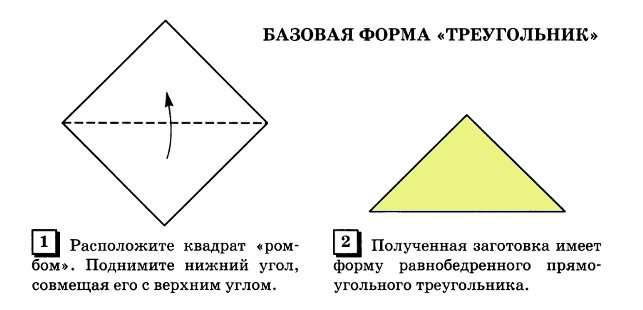 БАЗОВАЯ ФОРМА «ТРЕУГОЛЬНИК»
1 Расположите квадрат «ром-
бом». Поднимите нижний угол,
совмещая его с верхним углом.
2 Полученная заготовка имеет
форму равнобедренного прямо-
угольного треугольника.